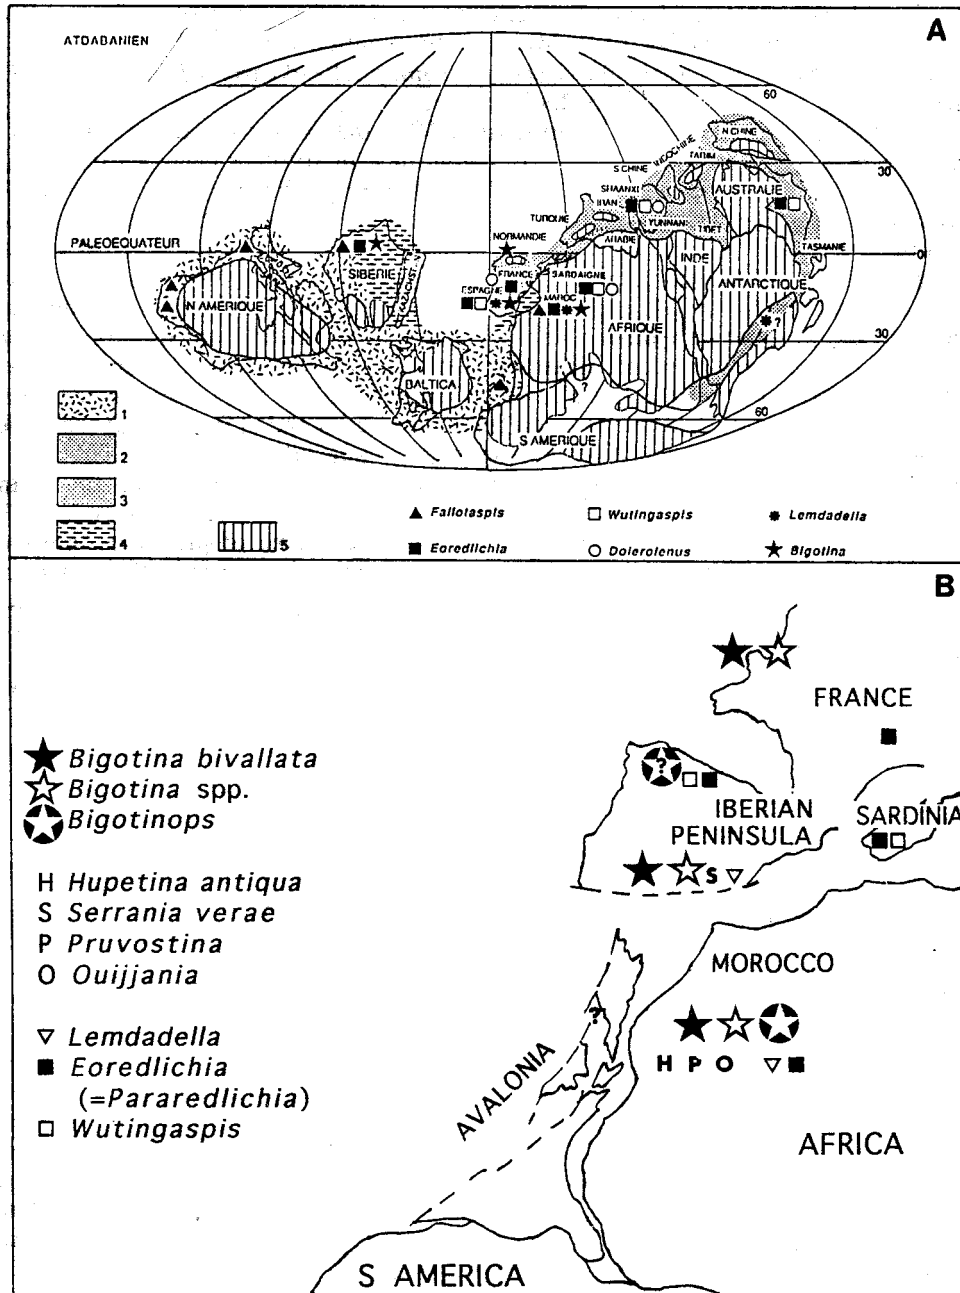 A
ATDABANIEN
60
N CHINE
TARIM
INDOCHINE
S CHINE
30
SHAANXI
AUSTRALIE
IRAN
TURQUIE
YUNNAN
TIBET
NORMANDIE
ARABIE
PALEOEQUATEUR
INDE
TASMANIE
0
SIBERIE
FRANCE
SARDAIGNE
ANTARCTIQUE
ESPAGNE
MAROC
N AMERIQUE
AFRIQUE
?
30
BALTICA
?
60
S AMERIQUE
1
2
3
4
5
Fallotaspis
Wutingaspis
Lemdadella
Eoredlichia
Dolerolenus
Bigotina
B
FRANCE
Bigotina bivallata
Bigotina spp.
Bigotinops
?
IBERIAN
PENINSULA
SARDINIA
S
H Hupetina antiqua
S Serrania verae
P Pruvostina
O Ouijjania
MOROCCO
?
H P O
Lemdadella
Eoredlichia
(=Pararedlichia)
Wutingaspis
AVALONIA
AFRICA
S AMERICA